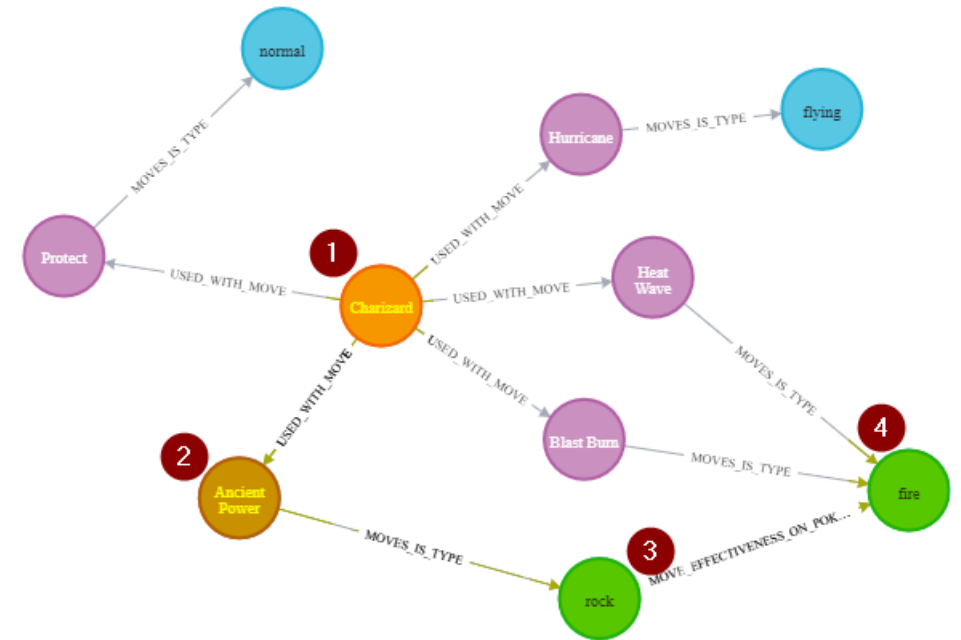 normal
MOVES_IS_TYPE
flying
Hurricane
MOVES_IS_TYPE
USED_WITH_MOVE
1
Protect
USED_WITH_MOVE
Charizard
USED_WITH_MOVE
Heat
Wave
USED_WITH_MOVE
USED_WITH_MOVE
MOVES_IS_TYPE
2
Ancient
Power
Blast Burn
MOVES_IS_TYPE
4
fire
MOVES_IS_TYPE
3
MOVE_EFFECTIVENESS_ON_POK...
rock